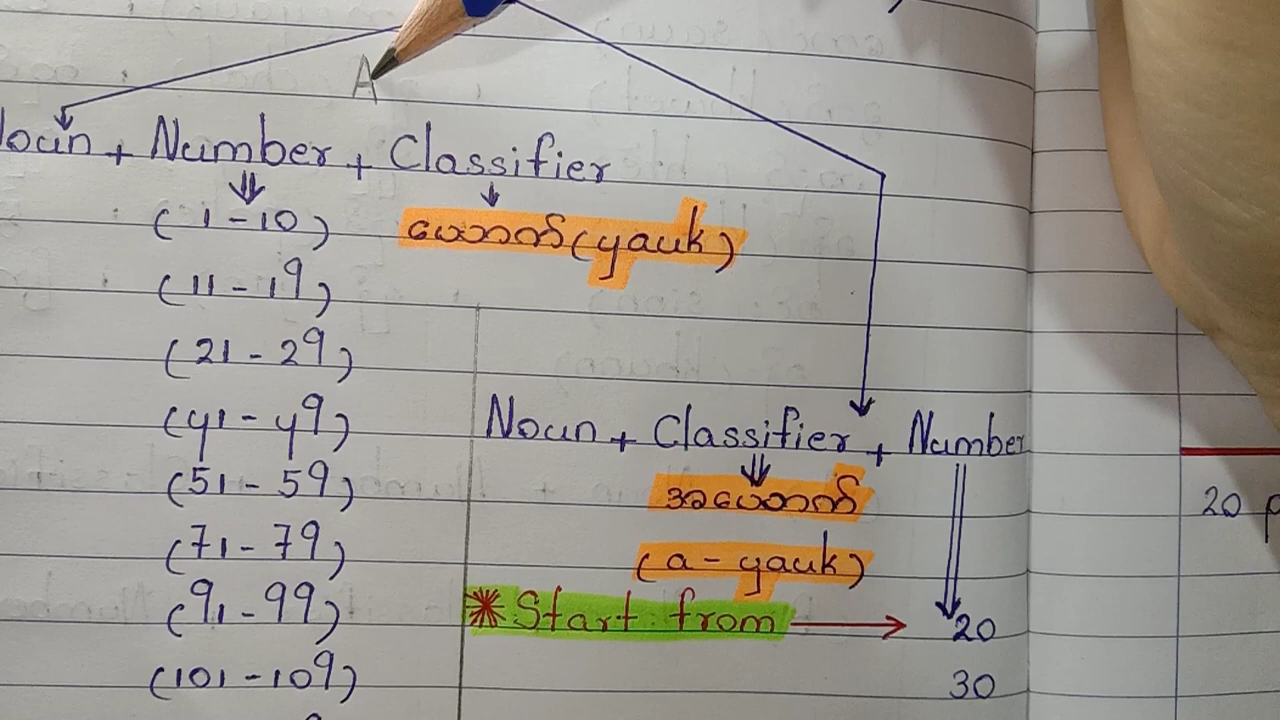 A
Noun + Number + Classifier
(1-10) ယောက်(yauk)
(11-19)
(21-29)
(41-49)
(51-59)
(71-79)
(91-99)
(101-109)
Noun + Classifier + Number
အယောက်
(a-yauk)
* Start from → 20
30
20